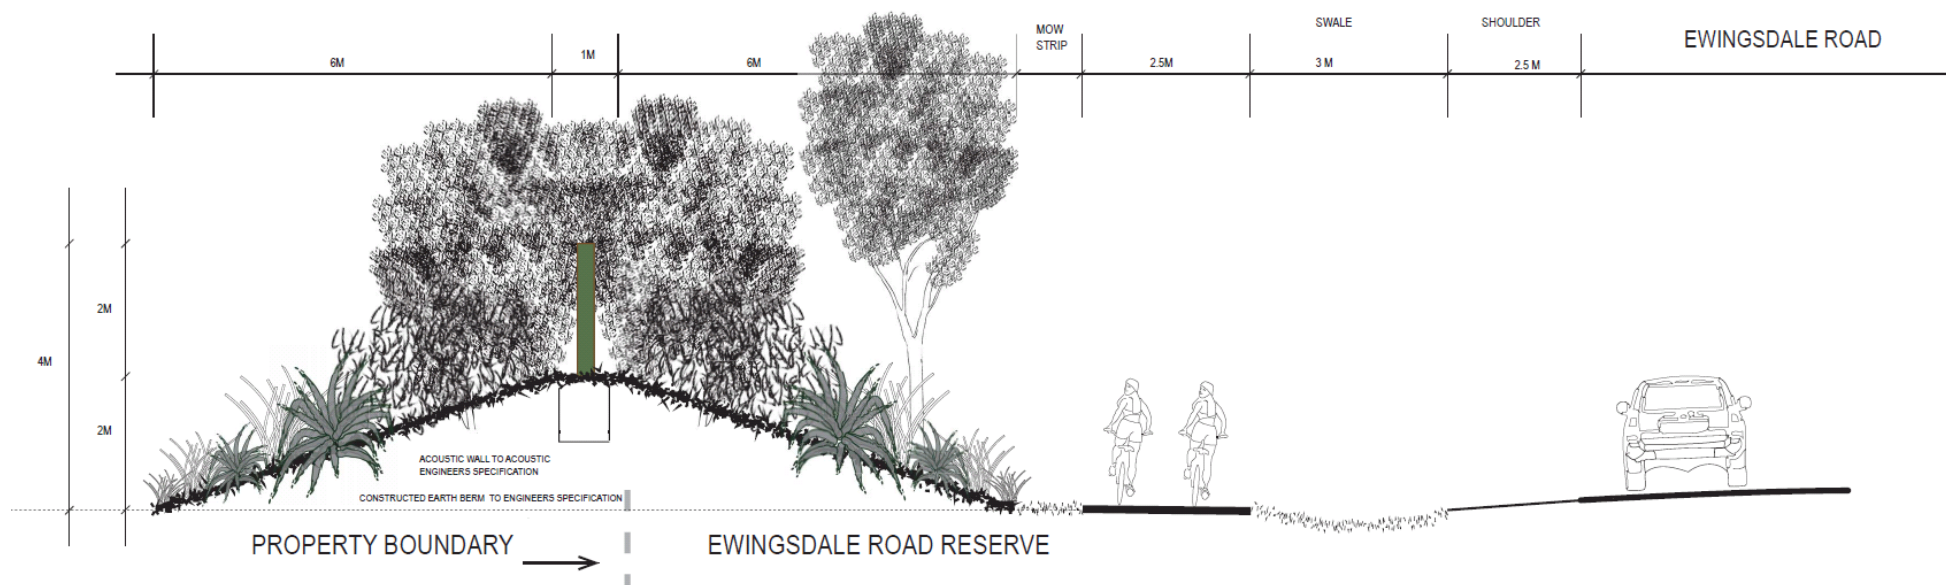 SWALE
SHOULDER
MOW
STRIP
EWINGSDALE ROAD
6M
1M
6M
2.5M
3 M
2.5 M
2M
4M
2M
ACOUSTIC WALL TO ACOUSTIC
ENGINEERS SPECIFICATION
CONSTRUCTED EARTH BERM TO ENGINEERS SPECIFICATION
PROPERTY BOUNDARY
EWINGSDALE ROAD RESERVE